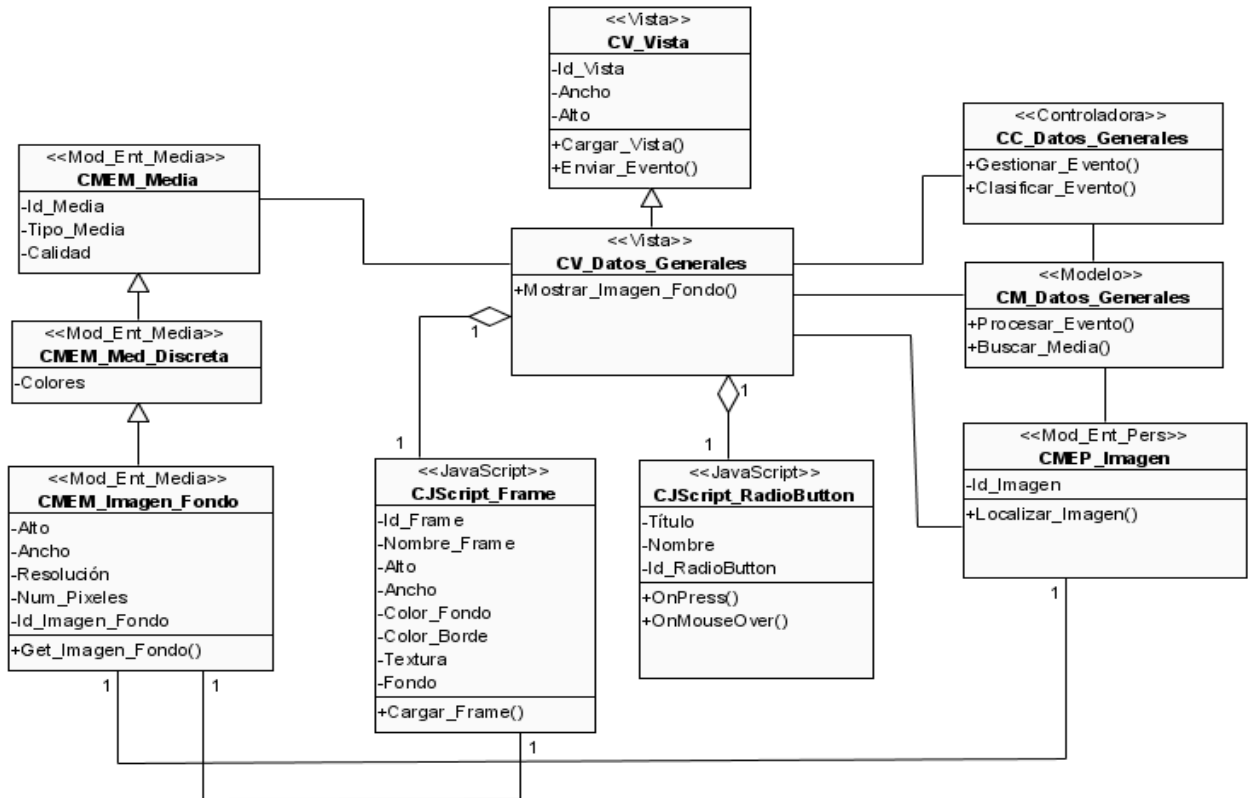 <<Vista>>
CV_Vista
-Id_Vista
-Ancho
-Alto
+Cargar_Vista()
+Enviar_Evento()
<<Controladora>>
CC_Datos_Generales
+Gestionar_Evento()
+Clasificar_Evento()
<<Mod_Ent_Media>>
CMEM_Media
-Id_Media
-Tipo_Media
-Calidad
<<Vista>>
CV_Datos_Generales
+Mostrar_Imagen_Fondo()
1
1
<<Modelo>>
CM_Datos_Generales
+Procesar_Evento()
+Buscar_Media()
<<Mod_Ent_Media>>
CMEM_Med_Discreta
-Colores
<<Mod_Ent_Pers>>
CMEP_Imagen
-Id_Imagen
+Localizar_Imagen()
1
<<Mod_Ent_Media>>
CMEM_Imagen_Fondo
-Alto
-Ancho
-Resolución
-Num_Pixeles
-Id_Imagen_Fondo
+Get_Imagen_Fondo()
1
1
1
<<JavaScript>>
CJScript_Frame
-Id_Frame
-Nombre_Frame
-Alto
-Ancho
-Color_Fondo
-Color_Borde
-Textura
-Fondo
+Cargar_Frame()
1
1
<<JavaScript>>
CJScript_RadioButton
-Título
-Nombre
-Id_RadioButton
+OnPress()
+OnMouseOver()